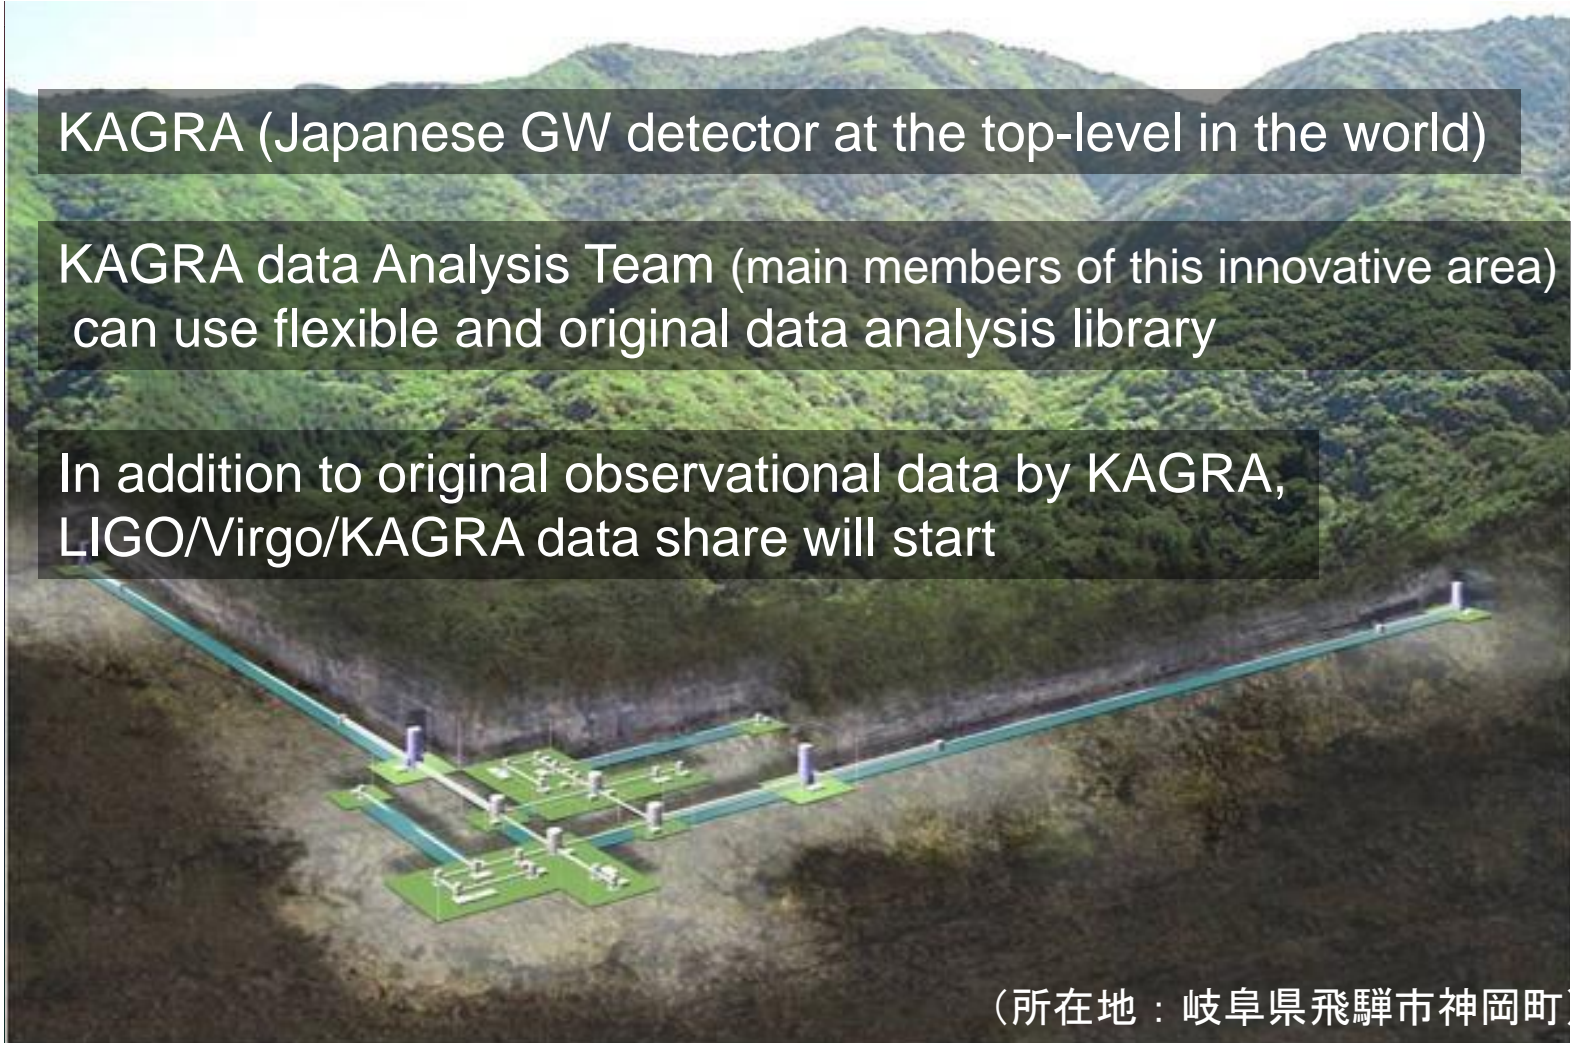 KAGRA (Japanese GW detector at the top-level in the world)
KAGRA data Analysis Team (main members of this innovative area)
can use flexible and original data analysis library
In addition to original observational data by KAGRA,
LIGO/Virgo/KAGRA data share will start
（所在地：岐阜県飛騨市神岡町）